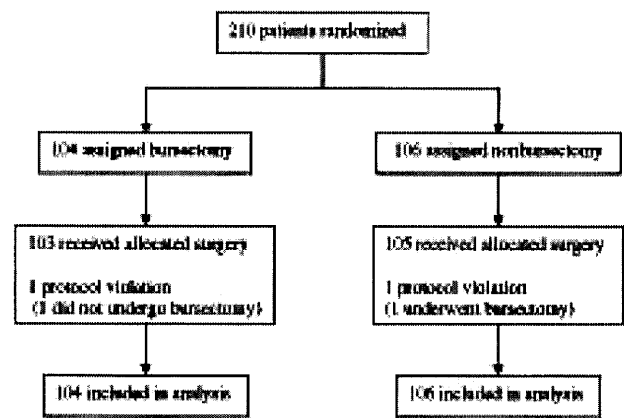 210 patients randomized
104 assigned bursectomy
106 assigned nonbursectomy
103 received allocated surgery
1 protocol violation
(1 did not undergo bursectomy)
105 received allocated surgery
1 protocol violation
(1 underwent bursectomy)
104 included in analysis
106 included in analysis